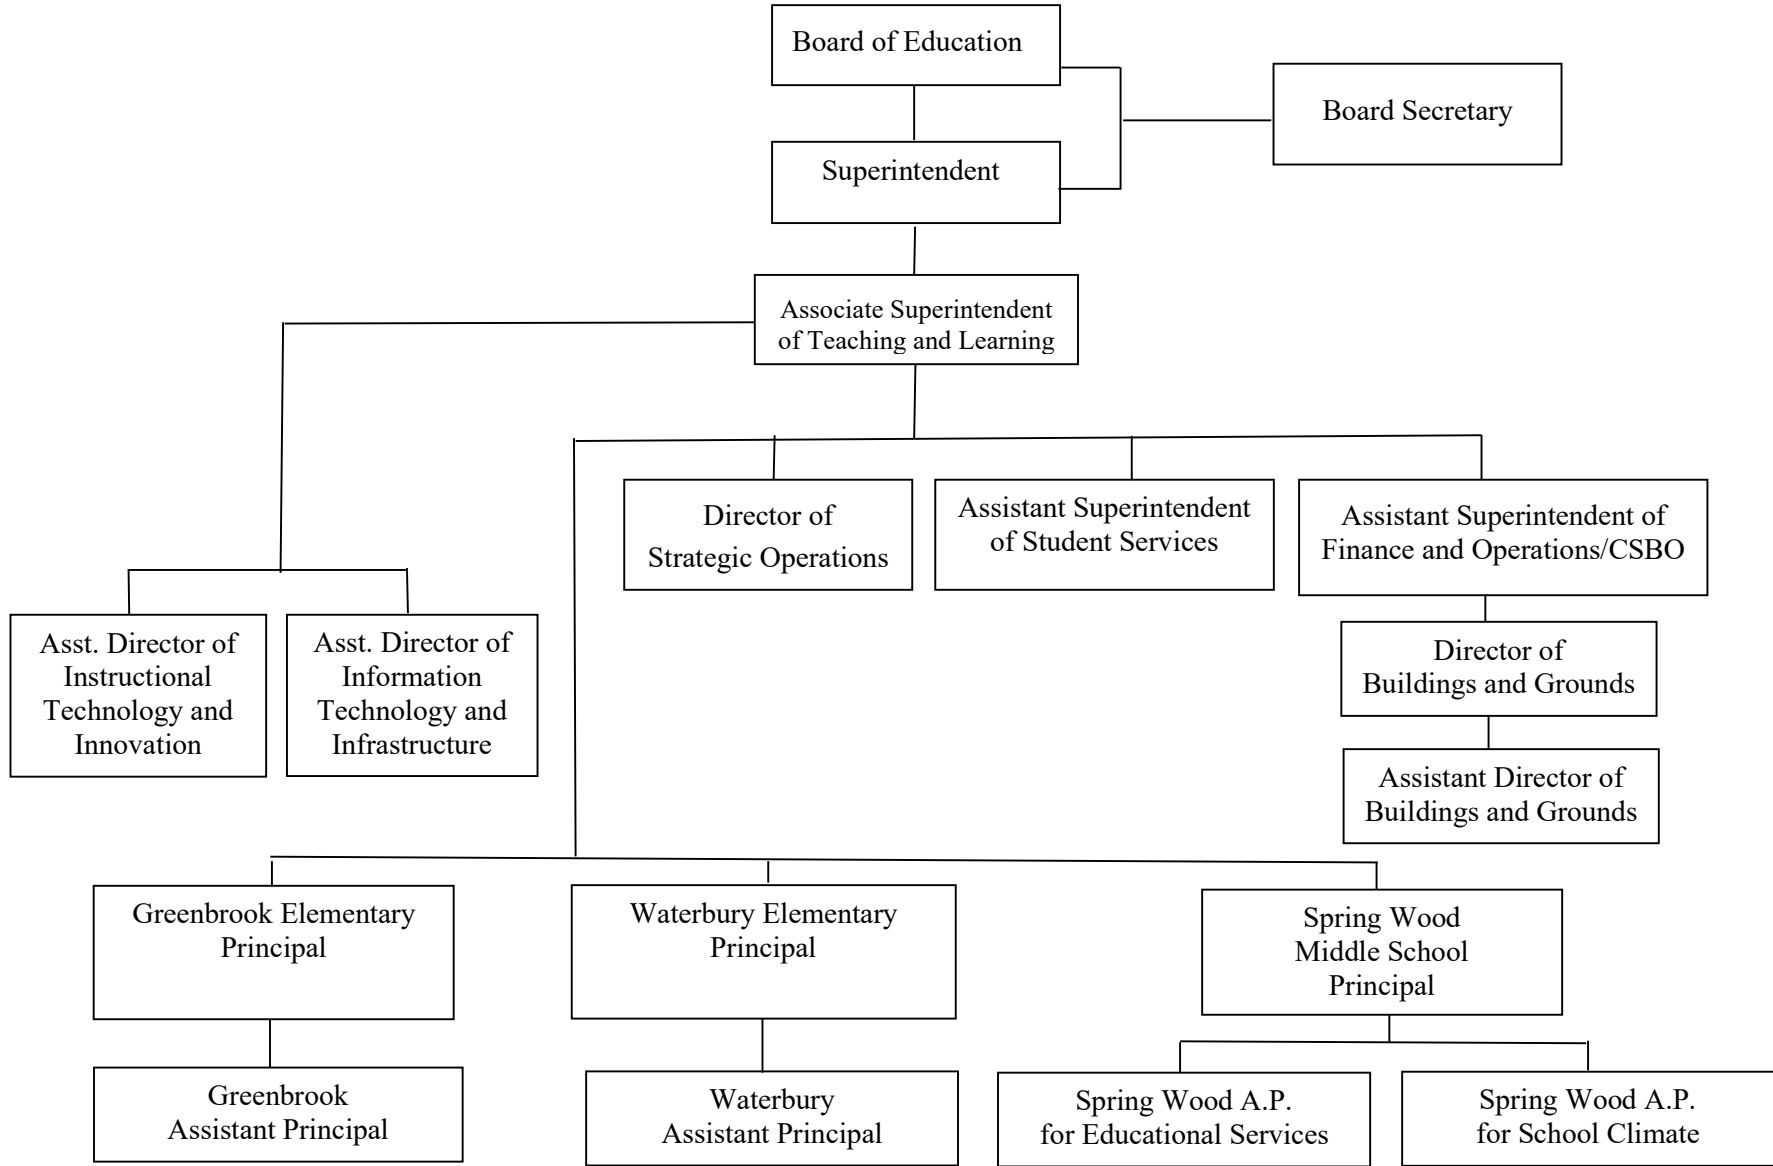 Board of Education
Board Secretary
Superintendent
Associate Superintendent
of Teaching and Learning
Director of
Strategic Operations
Assistant Superintendent
of Student Services
Assistant Superintendent of
Finance and Operations/CSBO
Asst. Director of
Instructional
Technology and
Innovation
Asst. Director of
Information
Technology and
Infrastructure
Director of
Buildings and Grounds
Assistant Director of
Buildings and Grounds
Greenbrook Elementary
Principal
Waterbury Elementary
Principal
Spring Wood
Middle School
Principal
Greenbrook
Assistant Principal
Waterbury
Assistant Principal
Spring Wood A.P.
for Educational Services
Spring Wood A.P.
for School Climate